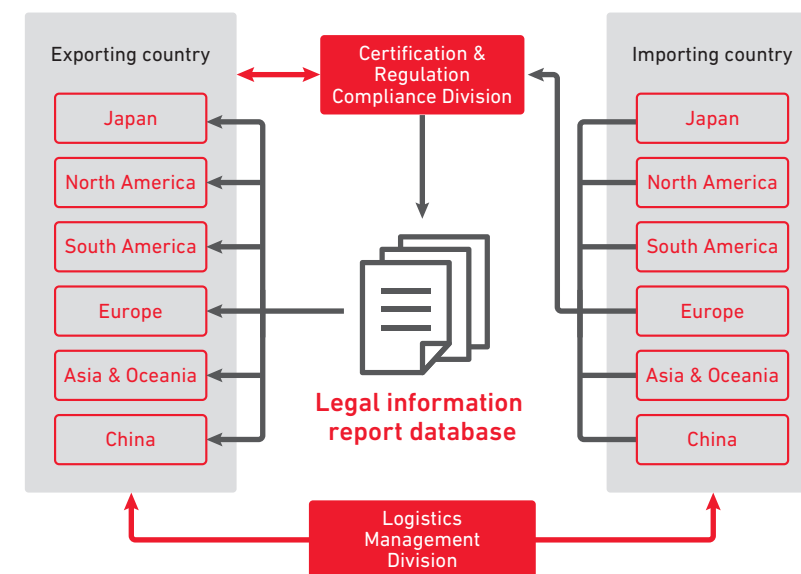 Exporting country
Japan
North America
South America
Europe
Asia & Oceania
China
Certification &
Regulation
Compliance Division
Legal information
report database
Logistics
Management
Division
Importing country
Japan
North America
South America
Europe
Asia & Oceania
China